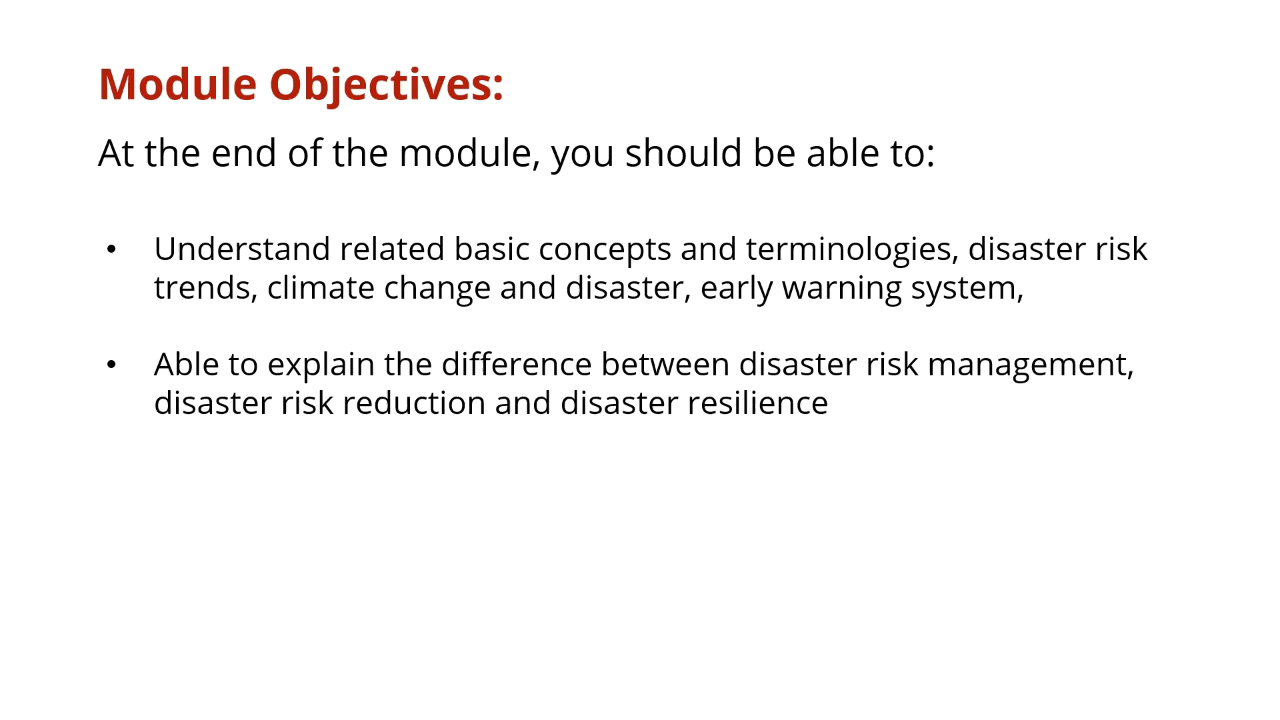 Module Objectives:
At the end of the module, you should be able to:
• Understand related basic concepts and terminologies, disaster risk
trends, climate change and disaster, early warning system,
• Able to explain the difference between disaster risk management,
disaster risk reduction and disaster resilience